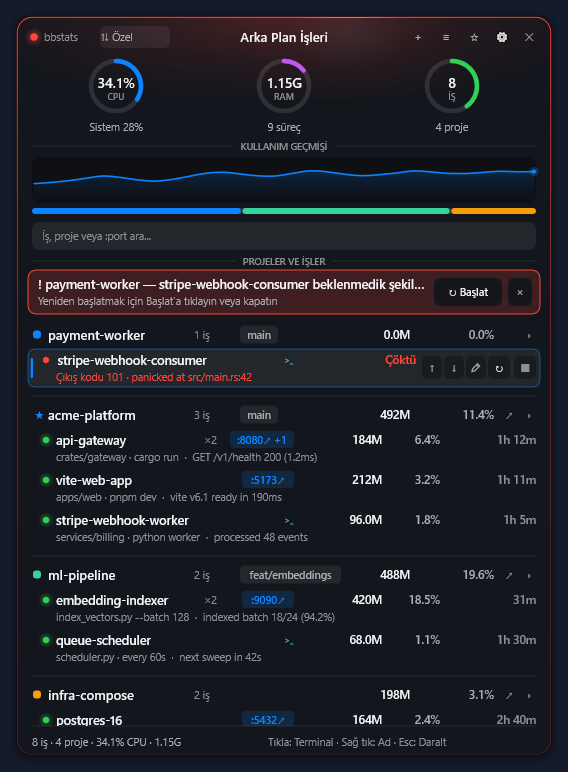 bbstats
⇅ Özel
Arka Plan İşleri
+ ≡ ☆
34.1%
CPU
Sistem 28%
1.15G
RAM
9 süreç
8
İŞ
4 proje
KULLANIM GEÇMİŞİ
İş, proje veya :port ara...
PROJELER VE İŞLER
! payment-worker — stripe-webhook-consumer beklenmedik şekil...
Yeniden başlatmak için Başlat'a tıklayın veya kapatın
↻ Başlat
×
payment-worker 1 iş main 0.0M 0.0% ›
stripe-webhook-consumer >_ Çöktü ↑ ↓ ↻
Çıkış kodu 101 · panicked at src/main.rs:42
★ acme-platform 3 iş main 492M 11.4% ↗ ›
api-gateway ×2 :8080↗ +1 184M 6.4% 1h 12m
crates/gateway · cargo run · GET /v1/health 200 (1.2ms)
vite-web-app :5173↗ 212M 3.2% 1h 11m
apps/web · pnpm dev · vite v6.1 ready in 190ms
stripe-webhook-worker >_ 96.0M 1.8% 1h 5m
services/billing · python worker · processed 48 events
ml-pipeline 2 iş feat/embeddings 488M 19.6% ↗ ›
embedding-indexer ×2 :9090↗ 420M 18.5% 31m
index_vectors.py --batch 128 · indexed batch 18/24 (94.2%)
queue-scheduler >_ 68.0M 1.1% 1h 30m
scheduler.py · every 60s · next sweep in 42s
infra-compose 2 iş 198M 3.1% ↗ ›
postgres-16 :5432↗ 164M 2.4% 2h 40m
8 iş · 4 proje · 34.1% CPU · 1.15G
Tıkla: Terminal · Sağ tık: Ad · Esc: Daralt